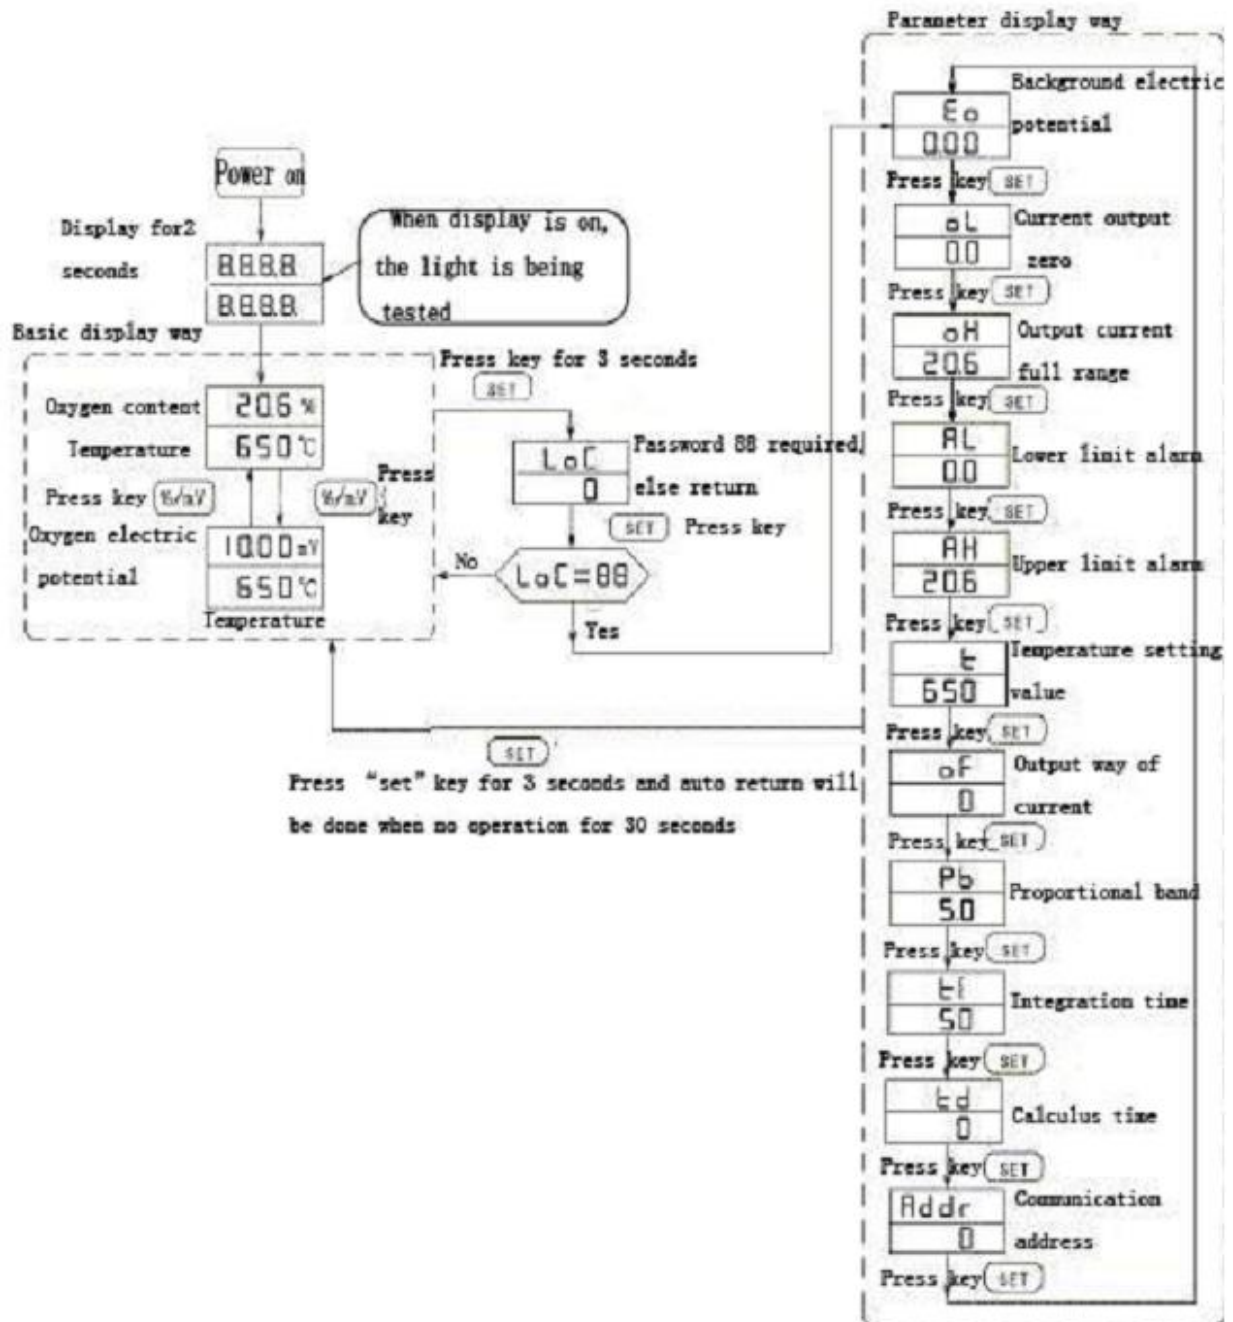 Parameter display way
Power on
Display for2
seconds
8.8.8.8.
8.8.8.8.
When display is on,
the light is being
tested
Basic display way
Oxygen content
20.6 %
Temperature
650℃
Press key %/mV
%/mV Press
key
Oxygen electric
potential
10.00 mV
650℃
Temperature
Press key for 3 seconds
SET
LoC
0
Password 88 required,
else return
SET Press key
LoC=88
No
Yes
SET
Press “set” key for 3 seconds and auto return will
be done when no operation for 30 seconds
Eo
0.00
Background electric
potential
Press key SET
oL
0.0
Current output
zero
Press key SET
oH
20.6
Output current
full range
Press key SET
AL
0.0
Lower limit alarm
Press key SET
AH
20.6
Upper limit alarm
Press key SET
t
650
Temperature setting
value
Press key SET
oF
0
Output way of
current
Press key SET
Pb
5.0
Proportional band
Press key SET
ti
50
Integration time
Press key SET
td
0
Calculus time
Press key SET
Addr
0
Communication
address
Press key SET